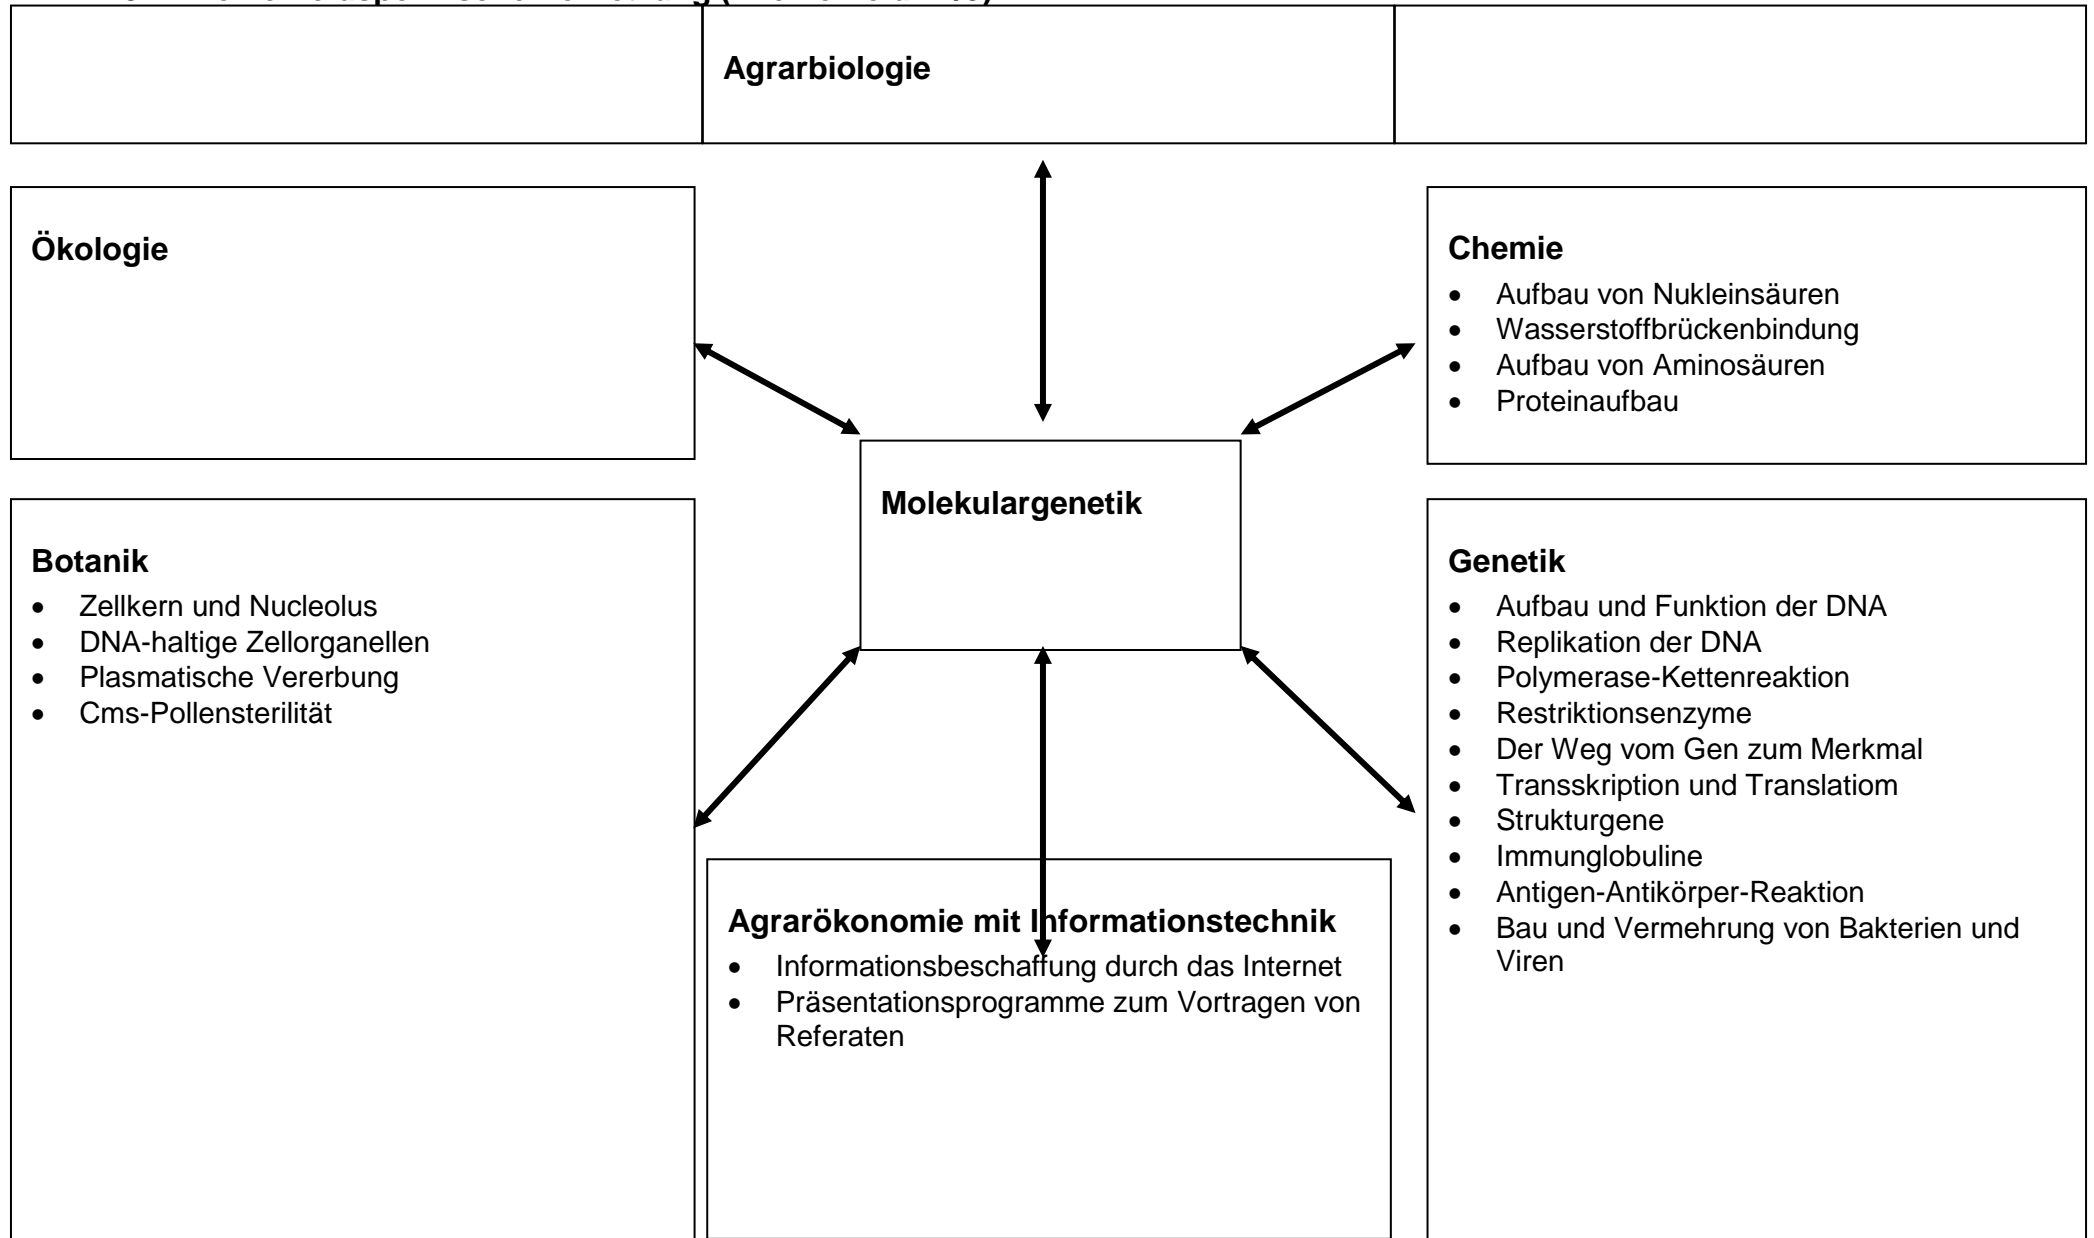 Agrarbiologie
Ökologie
Chemie
• Aufbau von Nukleinsäuren
• Wasserstoffbrückenbindung
• Aufbau von Aminosäuren
• Proteinaufbau
Molekulargenetik
Botanik
• Zellkern und Nucleolus
• DNA-haltige Zellorganellen
• Plasmatische Vererbung
• Cms-Pollensterilität
Genetik
• Aufbau und Funktion der DNA
• Replikation der DNA
• Polymerase-Kettenreaktion
• Restriktionsenzyme
• Der Weg vom Gen zum Merkmal
• Transskription und Translatiom
• Strukturgene
• Immunglobuline
• Antigen-Antikörper-Reaktion
• Bau und Vermehrung von Bakterien und
Viren
Agrarökonomie mit Informationstechnik
• Informationsbeschaffung durch das Internet
• Präsentationsprogramme zum Vortragen von
Referaten